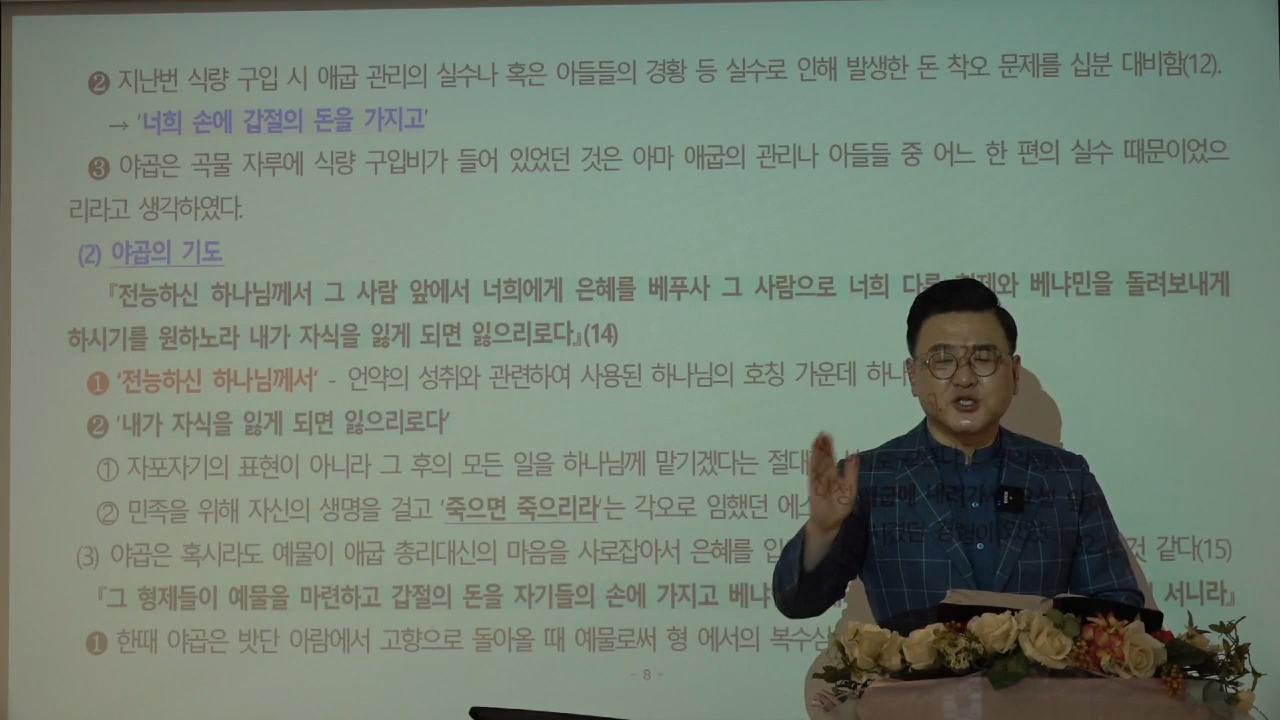 ❷ 지난번 식량 구입 시 애굽 관리의 실수나 혹은 아들들의 경황 등 실수로 인해 발생한 돈 착오 문제를 십분 대비함(12).
→ '너희 손에 갑절의 돈을 가지고'
❸ 야곱은 곡물 자루에 식량 구입비가 들어 있었던 것은 아마 애굽의 관리나 아들들 중 어느 한 편의 실수 때문이었으
리라고 생각하였다.
(2) 야곱의 기도
『전능하신 하나님께서 그 사람 앞에서 너희에게 은혜를 베푸사 그 사람으로 너희 다른 형제와 베냐민을 돌려보내게
하시기를 원하노라 내가 자식을 잃게 되면 잃으리로다』(14)
❶ '전능하신 하나님께서' - 언약의 성취와 관련하여 사용된 하나님의 호칭 가운데 하나
❷ '내가 자식을 잃게 되면 잃으리로다'
① 자포자기의 표현이 아니라 그 후의 모든 일을 하나님께 맡기겠다는
② 민족을 위해 자신의 생명을 걸고 '죽으면 죽으리라'는 각오로 임했던
(3) 야곱은 혹시라도 예물이 애굽 총리대신의 마음을 사로잡아서 은혜를 것 같다(15)
『그 형제들이 예물을 마련하고 갑절의 돈을 자기들의 손에 가지고 서니라』
❶ 한때 야곱은 밧단 아람에서 고향으로 돌아올 때 예물로써 형 에서의
- 8 -